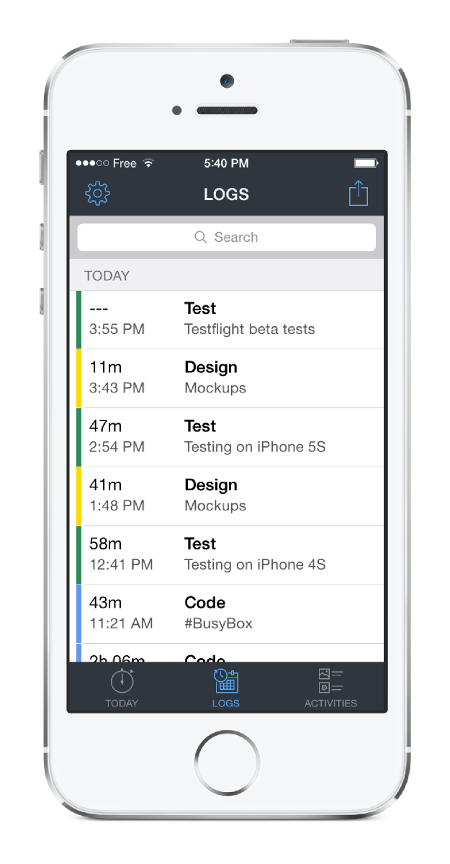 Free 5:40 PM
LOGS
Search
TODAY
--- Test
3:55 PM Testflight beta tests
11m Design
3:43 PM Mockups
47m Test
2:54 PM Testing on iPhone 5S
41m Design
1:48 PM Mockups
58m Test
12:41 PM Testing on iPhone 4S
43m Code
11:21 AM #BusyBox
2h 06m Code
TODAY LOGS ACTIVITIES